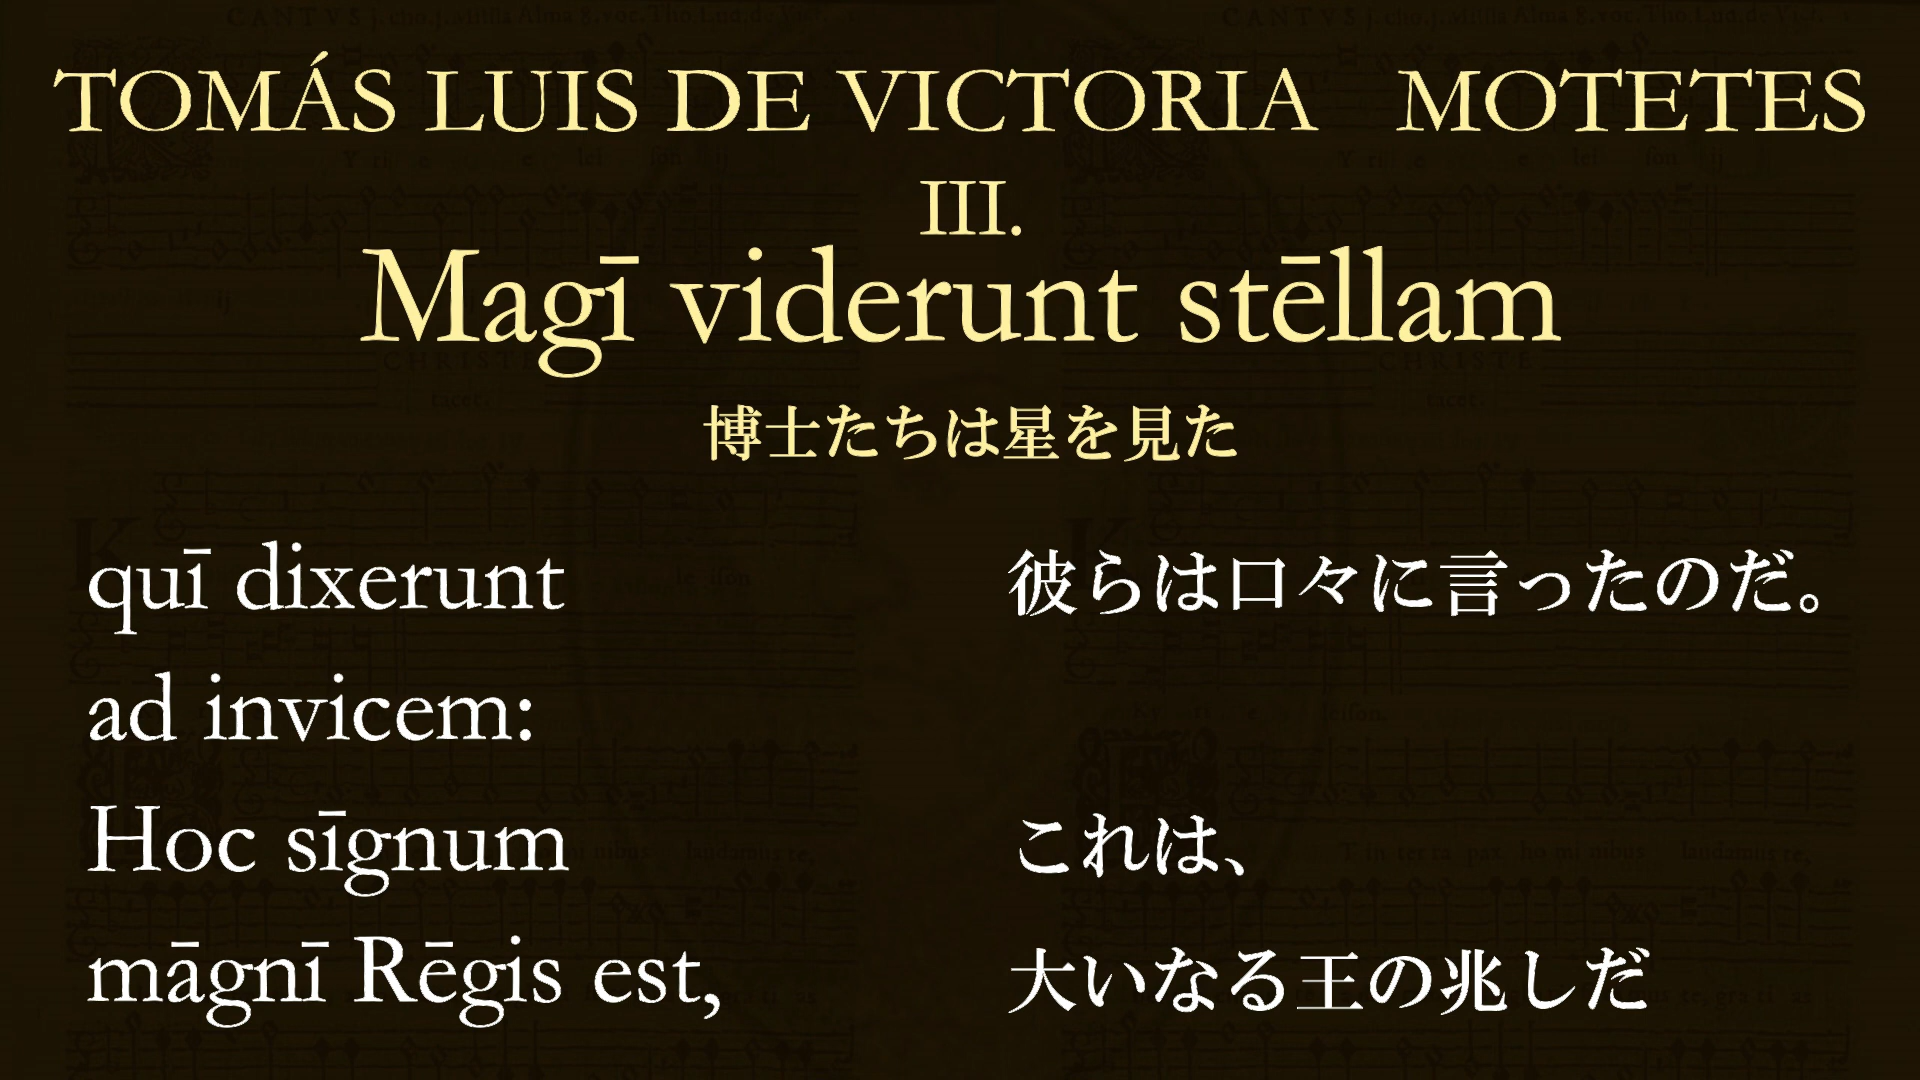 TOMÁS LUIS DE VICTORIA MOTETES
III.
Magī viderunt stēllam
博士たちは星を見た
quī dixerunt 彼らは口々に言ったのだ。
ad invicem:
Hoc sīgnum これは、
māgnī Rēgis est, 大いなる王の兆しだ